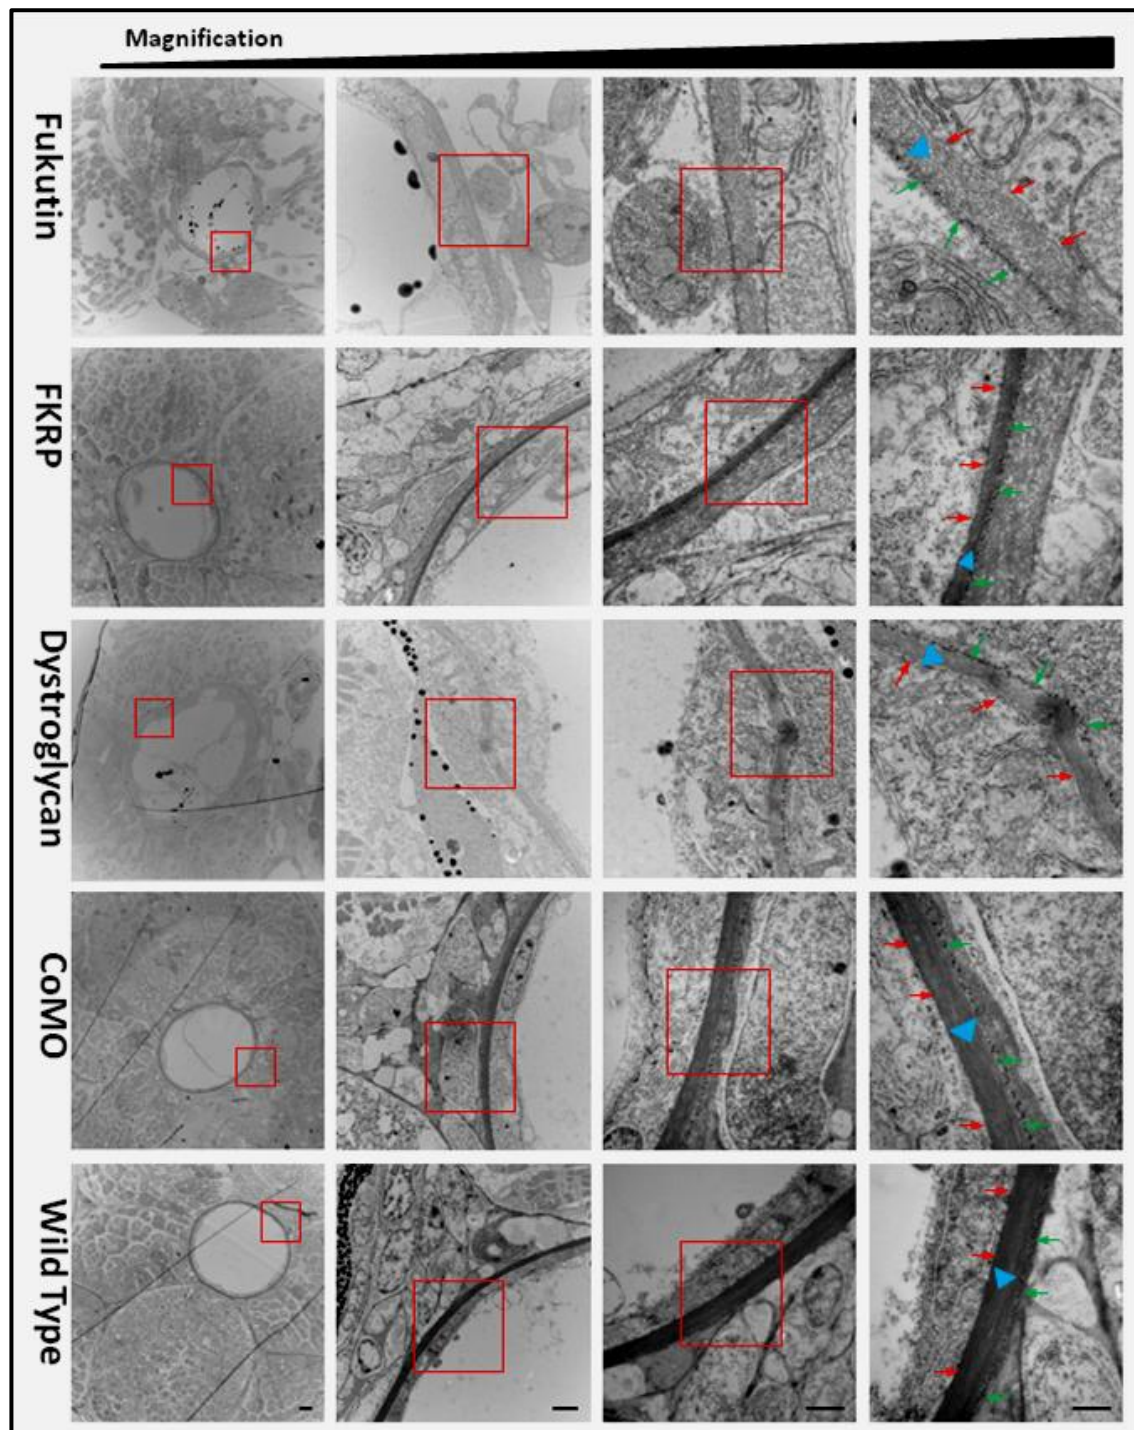 Magnification
Fukutin
FKRP
Dystroglycan
CoMO
Wild Type